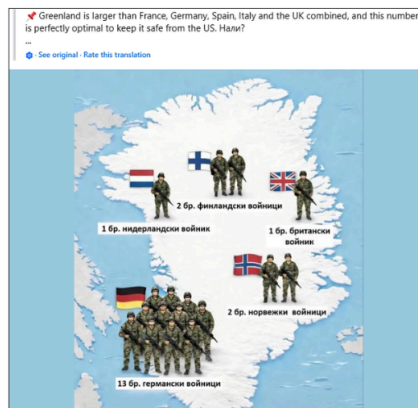 📌 Greenland is larger than France, Germany, Spain, Italy and the UK combined, and this number
is perfectly optimal to keep it safe from the US. Нали?
...
· See original · Rate this translation
2 бр. финландски войници
1 бр. нидерландски войник
1 бр. британски
войник
2 бр. норвежки войници
13 бр. германски войници